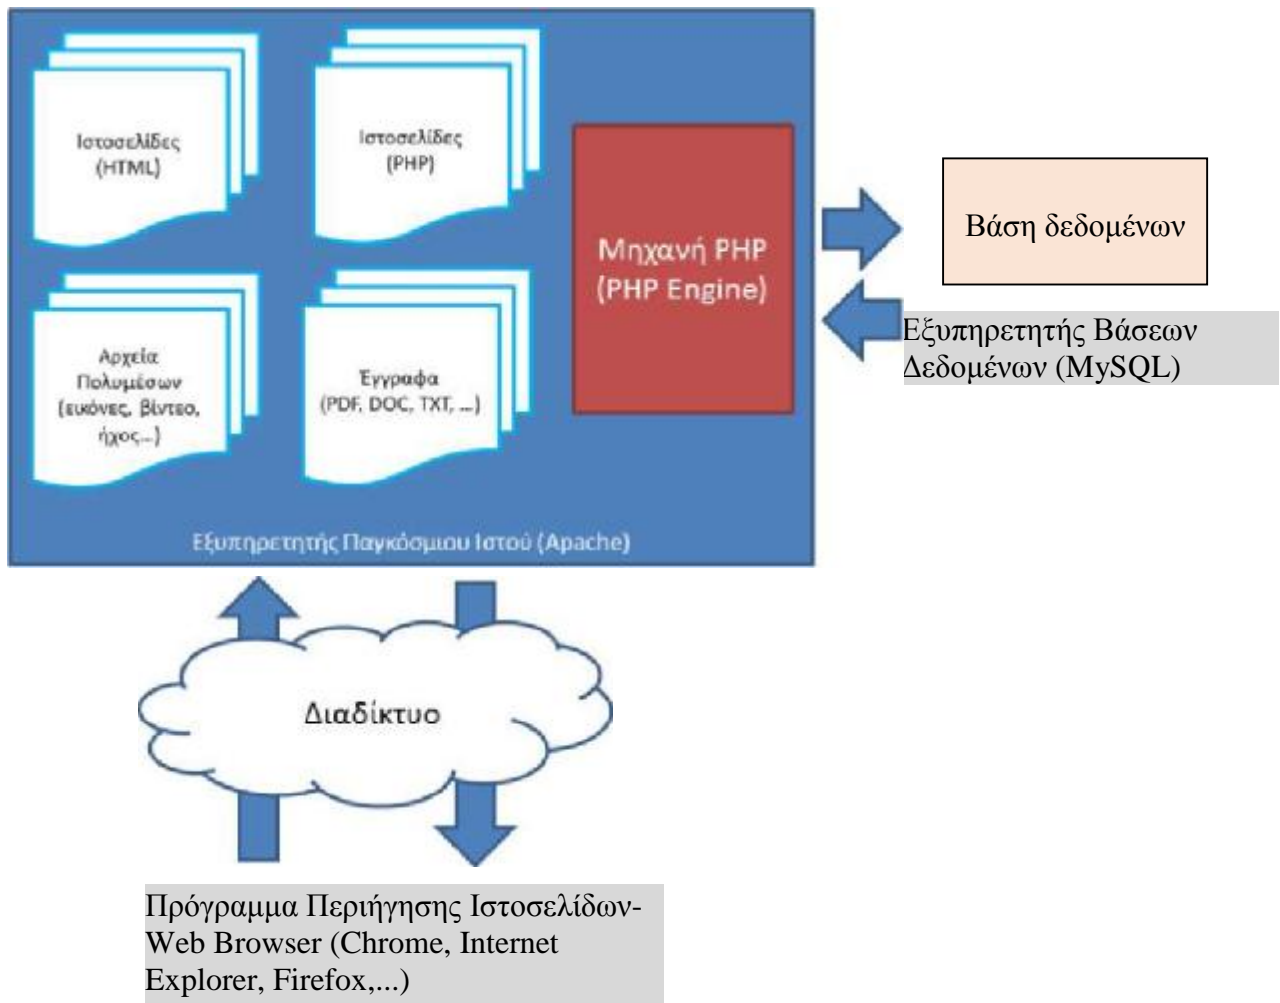 Ιστοσελίδες
(HTML)
Ιστοσελίδες
(PHP)
Μηχανή PHP
(PHP Engine)
Βάση δεδομένων
Εξυπηρετητής Βάσεων
Δεδομένων (MySQL)
Αρχεία
Πολυμέσων
(εικόνες, βίντεο,
ήχος...)
Έγγραφα
(PDF, DOC, TXT, ...)
Εξυπηρετητής Παγκόσμιου Ιστού (Apache)
Διαδίκτυο
Πρόγραμμα Περιήγησης Ιστοσελίδων-
Web Browser (Chrome, Internet
Explorer, Firefox,...)